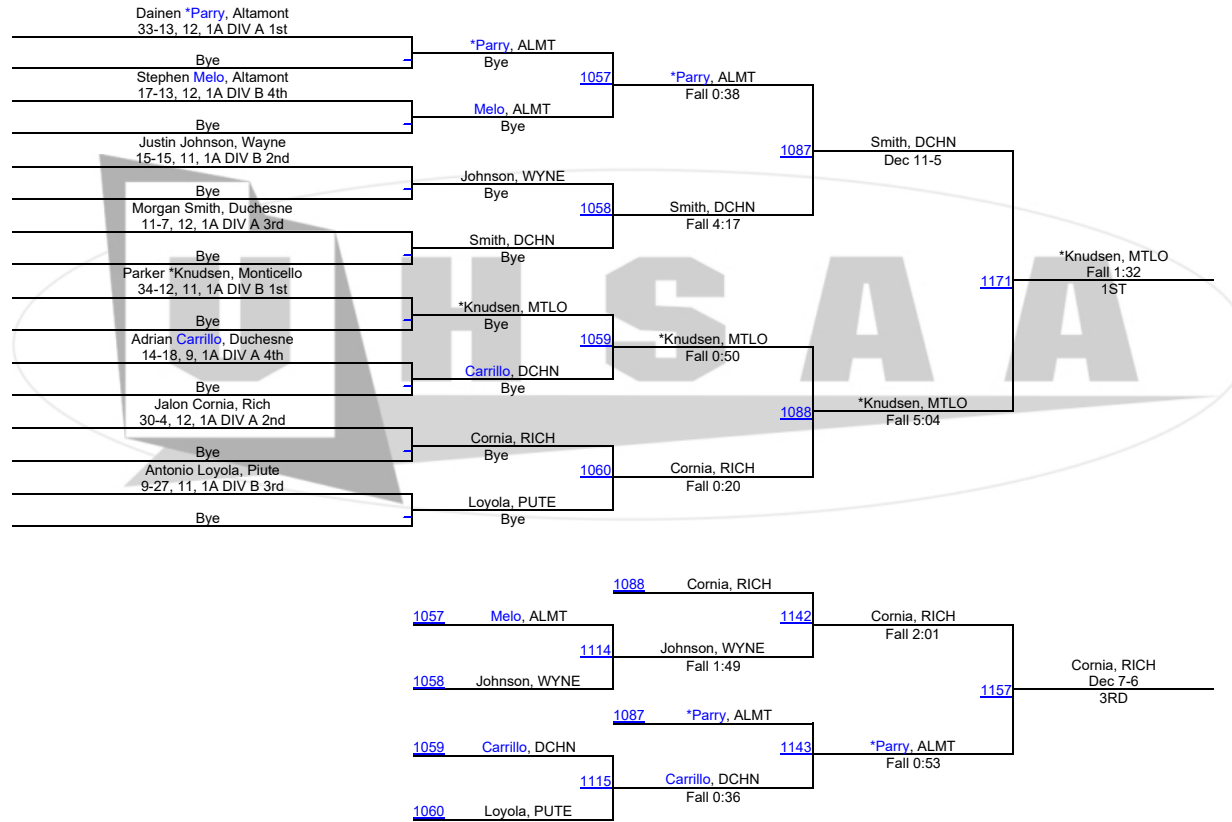 Dainen *Parry, Altamont
33-13, 12, 1A DIV A 1st
Bye
Stephen Melo, Altamont
17-13, 12, 1A DIV B 4th
Bye
Justin Johnson, Wayne
15-15, 11, 1A DIV B 2nd
Bye
Morgan Smith, Duchesne
11-7, 12, 1A DIV A 3rd
Bye
Parker *Knudsen, Monticello
34-12, 11, 1A DIV B 1st
Bye
Adrian Carrillo, Duchesne
14-18, 9, 1A DIV A 4th
Bye
Jalon Cornia, Rich
30-4, 12, 1A DIV A 2nd
Bye
Antonio Loyola, Piute
9-27, 11, 1A DIV B 3rd
Bye
*Parry, ALMT
Bye
Melo, ALMT
Bye
Johnson, WYNE
Bye
Smith, DCHN
Bye
*Knudsen, MTLO
Bye
Carrillo, DCHN
Bye
Cornia, RICH
Bye
Loyola, PUTE
Bye
1057
*Parry, ALMT
Fall 0:38
1058
Smith, DCHN
Fall 4:17
1059
*Knudsen, MTLO
Fall 0:50
1060
Cornia, RICH
Fall 0:20
1087
Smith, DCHN
Dec 11-5
1088
*Knudsen, MTLO
Fall 5:04
1171
*Knudsen, MTLO
Fall 1:32
1ST
UHSAA
1057 Melo, ALMT
1058 Johnson, WYNE
1059 Carrillo, DCHN
1060 Loyola, PUTE
1088 Cornia, RICH
1114
Johnson, WYNE
Fall 1:49
1087 *Parry, ALMT
1115
Carrillo, DCHN
Fall 0:36
1142
Cornia, RICH
Fall 2:01
1143
*Parry, ALMT
Fall 0:53
1157
Cornia, RICH
Dec 7-6
3RD